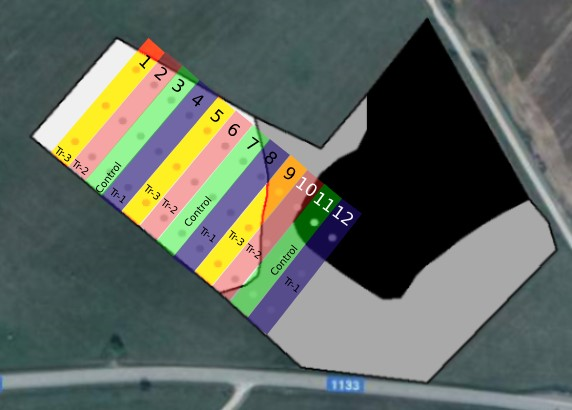 1
2
3
4
5
6
7
8
9
10
11
12
Tr-3
Tr-2
Control
Tr-1
Tr-3
Tr-2
Control
Tr-1
Tr-3
Tr-2
Control
Tr-1
1133